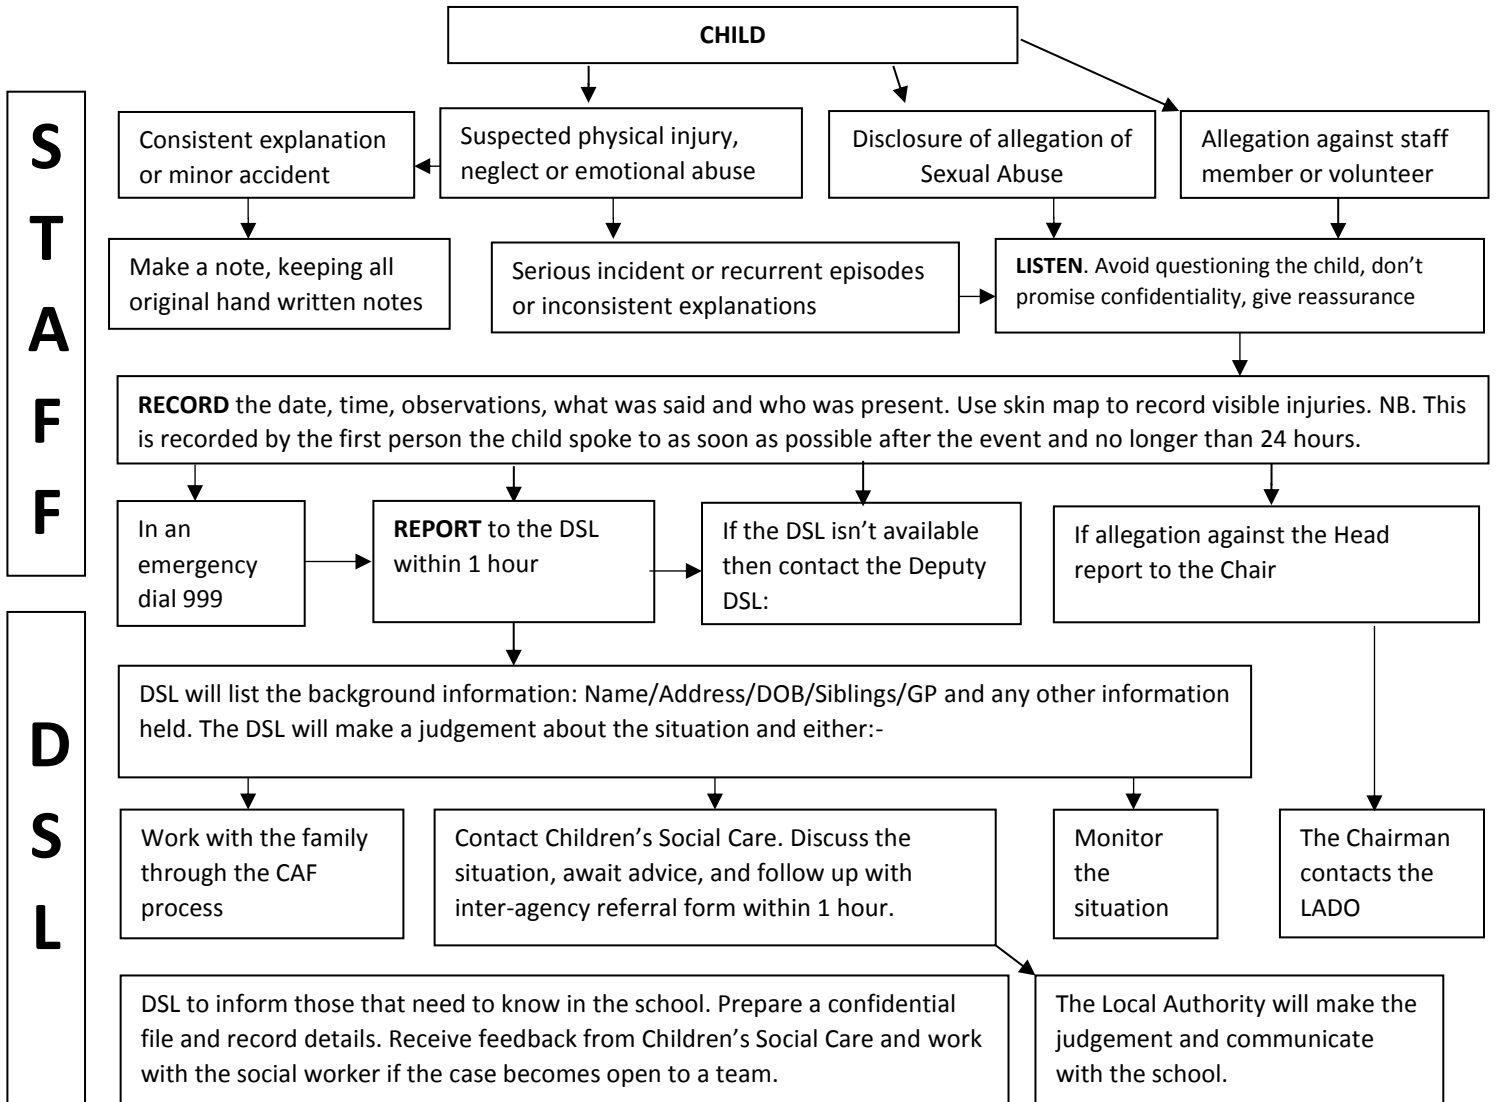 CHILD
STAFF
Consistent explanation
or minor accident
Suspected physical injury,
neglect or emotional abuse
Disclosure of allegation of
Sexual Abuse
Allegation against staff
member or volunteer
Make a note, keeping all
original hand written notes
Serious incident or recurrent episodes
or inconsistent explanations
LISTEN. Avoid questioning the child, don’t
promise confidentiality, give reassurance
RECORD the date, time, observations, what was said and who was present. Use skin map to record visible injuries. NB. This
is recorded by the first person the child spoke to as soon as possible after the event and no longer than 24 hours.
In an
emergency
dial 999
REPORT to the DSL
within 1 hour
If the DSL isn’t available
then contact the Deputy
DSL:
If allegation against the Head
report to the Chair
DSL
DSL will list the background information: Name/Address/DOB/Siblings/GP and any other information
held. The DSL will make a judgement about the situation and either:-
Work with the family
through the CAF
process
Contact Children’s Social Care. Discuss the
situation, await advice, and follow up with
inter-agency referral form within 1 hour.
Monitor
the
situation
The Chairman
contacts the
LADO
DSL to inform those that need to know in the school. Prepare a confidential
file and record details. Receive feedback from Children’s Social Care and work
with the social worker if the case becomes open to a team.
The Local Authority will make the
judgement and communicate
with the school.